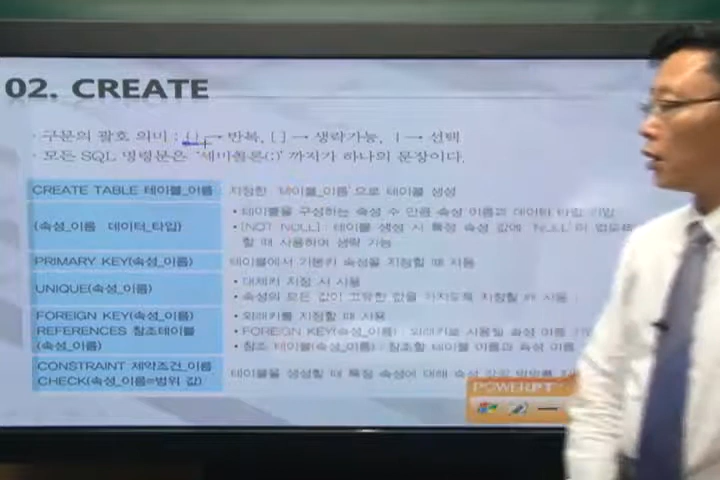 02. CREATE
· 구문의 괄호 의미 : { } → 반복, [ ] → 생략가능, | → 선택
· 모든 SQL 명령문은 '세미콜론(;)' 까지가 하나의 문장이다.
CREATE TABLE 테이블_이름 · 지정한 '테이블_이름'으로 테이블 생성
(속성_이름 데이터_타입)
• 테이블을 구성하는 속성 수 만큼 속성 이름과 데이터 타입 기입
• [NOT NULL] : 테이블 생성 시 특정 속성 값에 'NULL'이 없도록
할 때 사용하며 생략 가능
PRIMARY KEY(속성_이름) 테이블에서 기본키 속성을 지정할 때 사용
UNIQUE(속성_이름)
• 대체키 지정 시 사용
• 속성의 모든 값이 고유한 값을 가지도록 지정할 때 사용
FOREIGN KEY(속성_이름)
REFERENCES 참조테이블
(속성_이름)
• 외래키를 지정할 때 사용
• FOREIGN KEY(속성_이름) : 외래키로 사용될 속성 이름
• 참조 테이블(속성_이름) : 참조할 테이블 이름과 속성 이름
CONSTRAINT 제약조건_이름
CHECK(속성_이름=범위 값)
테이블을 생성할 때 특정 속성에 대해 속성
POWERPT